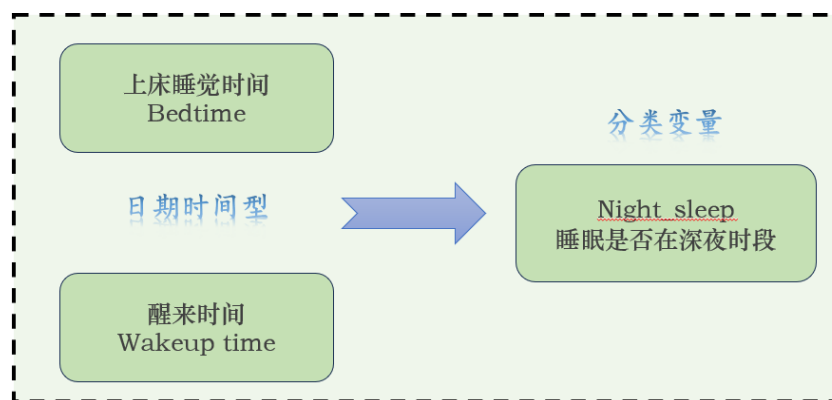 上床睡觉时间
Bedtime
日期时间型
醒来时间
Wakeup time
分类变量
Night_sleep
睡眠是否在深夜时段